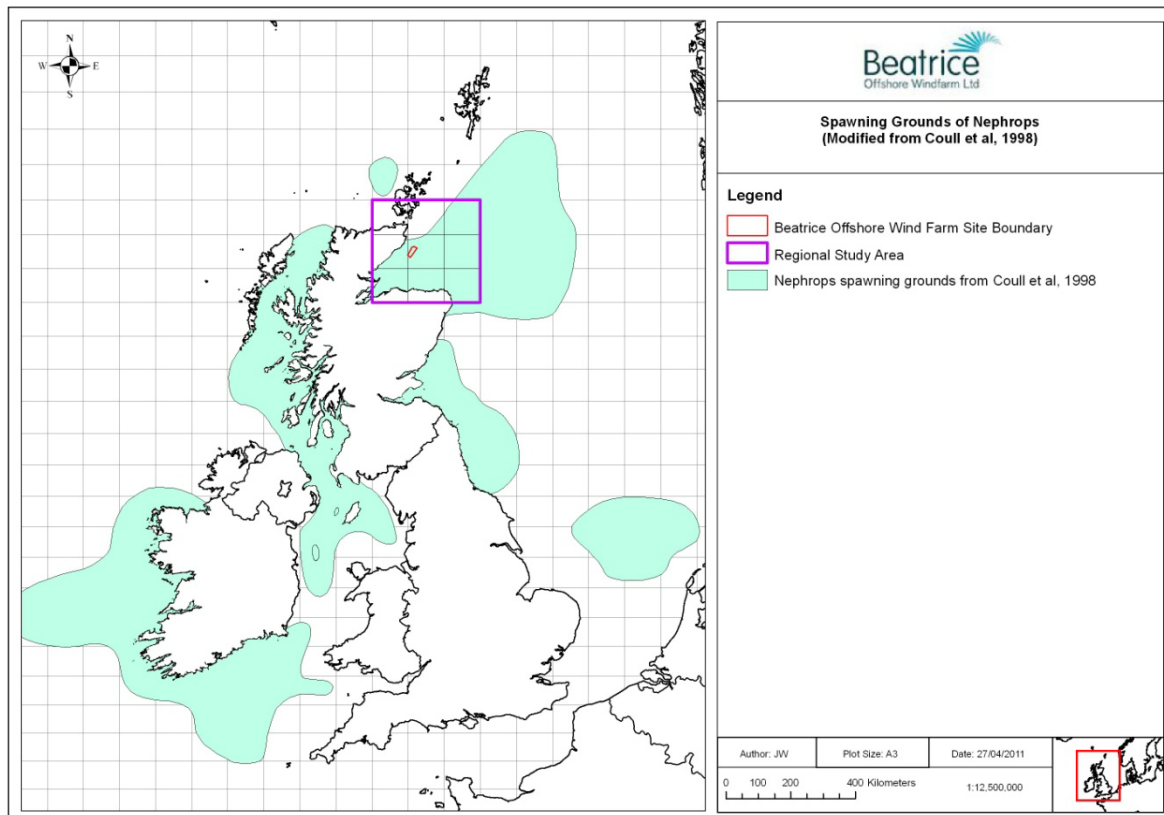 N
W E
S
Beatrice
Offshore Windfarm Ltd
Spawning Grounds of Nephrops
(Modified from Coull et al, 1998)
Legend
Beatrice Offshore Wind Farm Site Boundary
Regional Study Area
Nephrops spawning grounds from Coull et al, 1998
Author: JW Plot Size: A3 Date: 27/04/2011
0 100 200 400 Kilometers
1:12,500,000